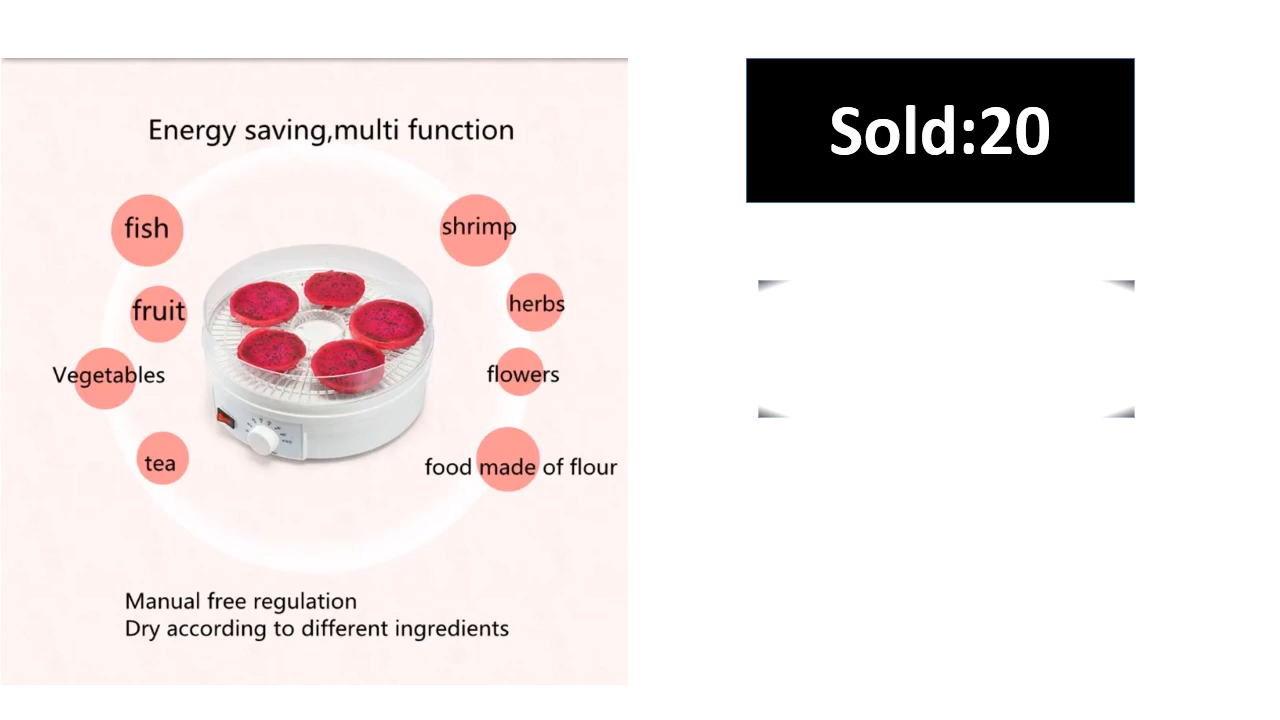 Energy saving,multi function
fish
shrimp
fruit
herbs
Vegetables
flowers
tea
food made of flour
Manual free regulation
Dry according to different ingredients
Sold:20